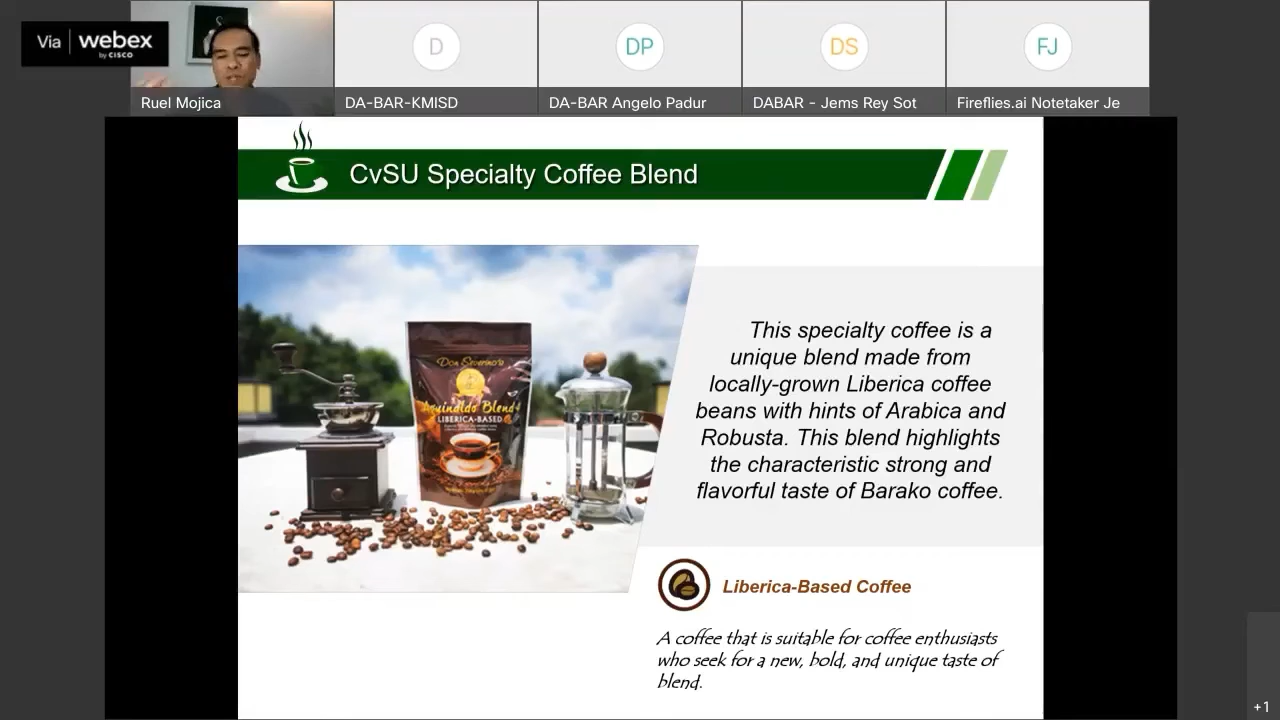 Via webex
by CISCO
Ruel Mojica
DA-BAR-KMISD
DA-BAR Angelo Padur
DABAR - Jems Rey Sot
Fireflies.ai Notetaker Je
D
DP
DS
FJ
CvSU Specialty Coffee Blend
Don Severino's
Aguinaldo Blend
LIBERICA-BASED
This specialty coffee is a
unique blend made from
locally-grown Liberica coffee
beans with hints of Arabica and
Robusta. This blend highlights
the characteristic strong and
flavorful taste of Barako coffee.
Liberica-Based Coffee
A coffee that is suitable for coffee enthusiasts
who seek for a new, bold, and unique taste of
blend.
+1